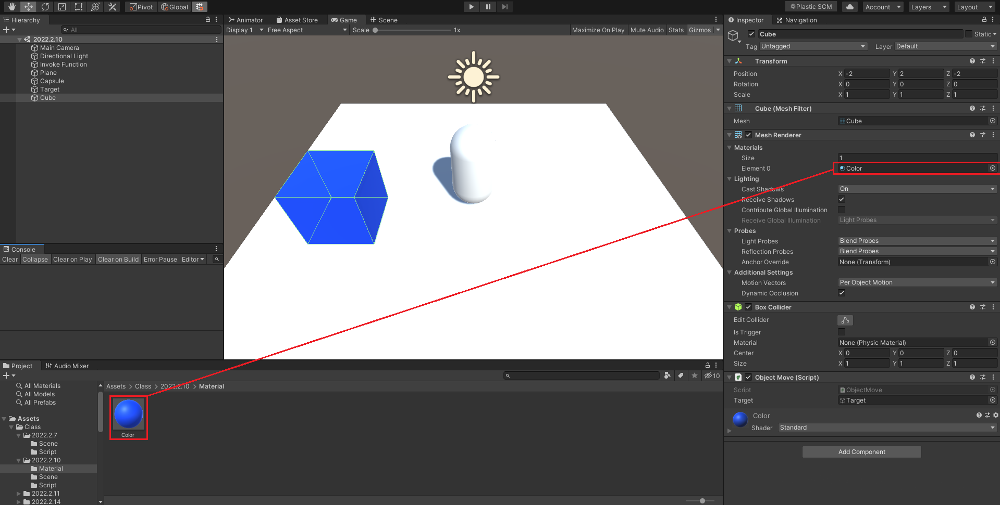 Pivot Global Plastic SCM Account Layers Layout
Hierarchy
All
2022.2.10
Main Camera
Directional Light
Invoke Function
Plane
Capsule
Target
Cube
Console
Clear Collapse Clear on Play Clear on Build Error Pause Editor
Animator Asset Store Game Scene
Display 1 Free Aspect Scale 1x Maximize On Play Mute Audio Stats Gizmos
Project Audio Mixer
10
All Materials
All Models
All Prefabs
Assets
Class
2022.2.7
Scene
Script
2022.2.10
Material
Scene
Script
2022.2.11
2022.2.14
Assets > Class > 2022.2.10 > Material
Color
Inspector Navigation
Cube Static
Tag Untagged Layer Default
Transform
Position X -2 Y 2 Z -2
Rotation X 0 Y 0 Z 0
Scale X 1 Y 1 Z 1
Cube (Mesh Filter)
Mesh Cube
Mesh Renderer
Materials
Size 1
Element 0 Color
Lighting
Cast Shadows On
Receive Shadows
Contribute Global Illumination
Receive Global Illumination Light Probes
Probes
Light Probes Blend Probes
Reflection Probes Blend Probes
Anchor Override None (Transform)
Additional Settings
Motion Vectors Per Object Motion
Dynamic Occlusion
Box Collider
Edit Collider
Is Trigger
Material None (Physic Material)
Center X 0 Y 0 Z 0
Size X 1 Y 1 Z 1
Object Move (Script)
Script ObjectMove
Target Target
Color
Shader Standard
Add Component